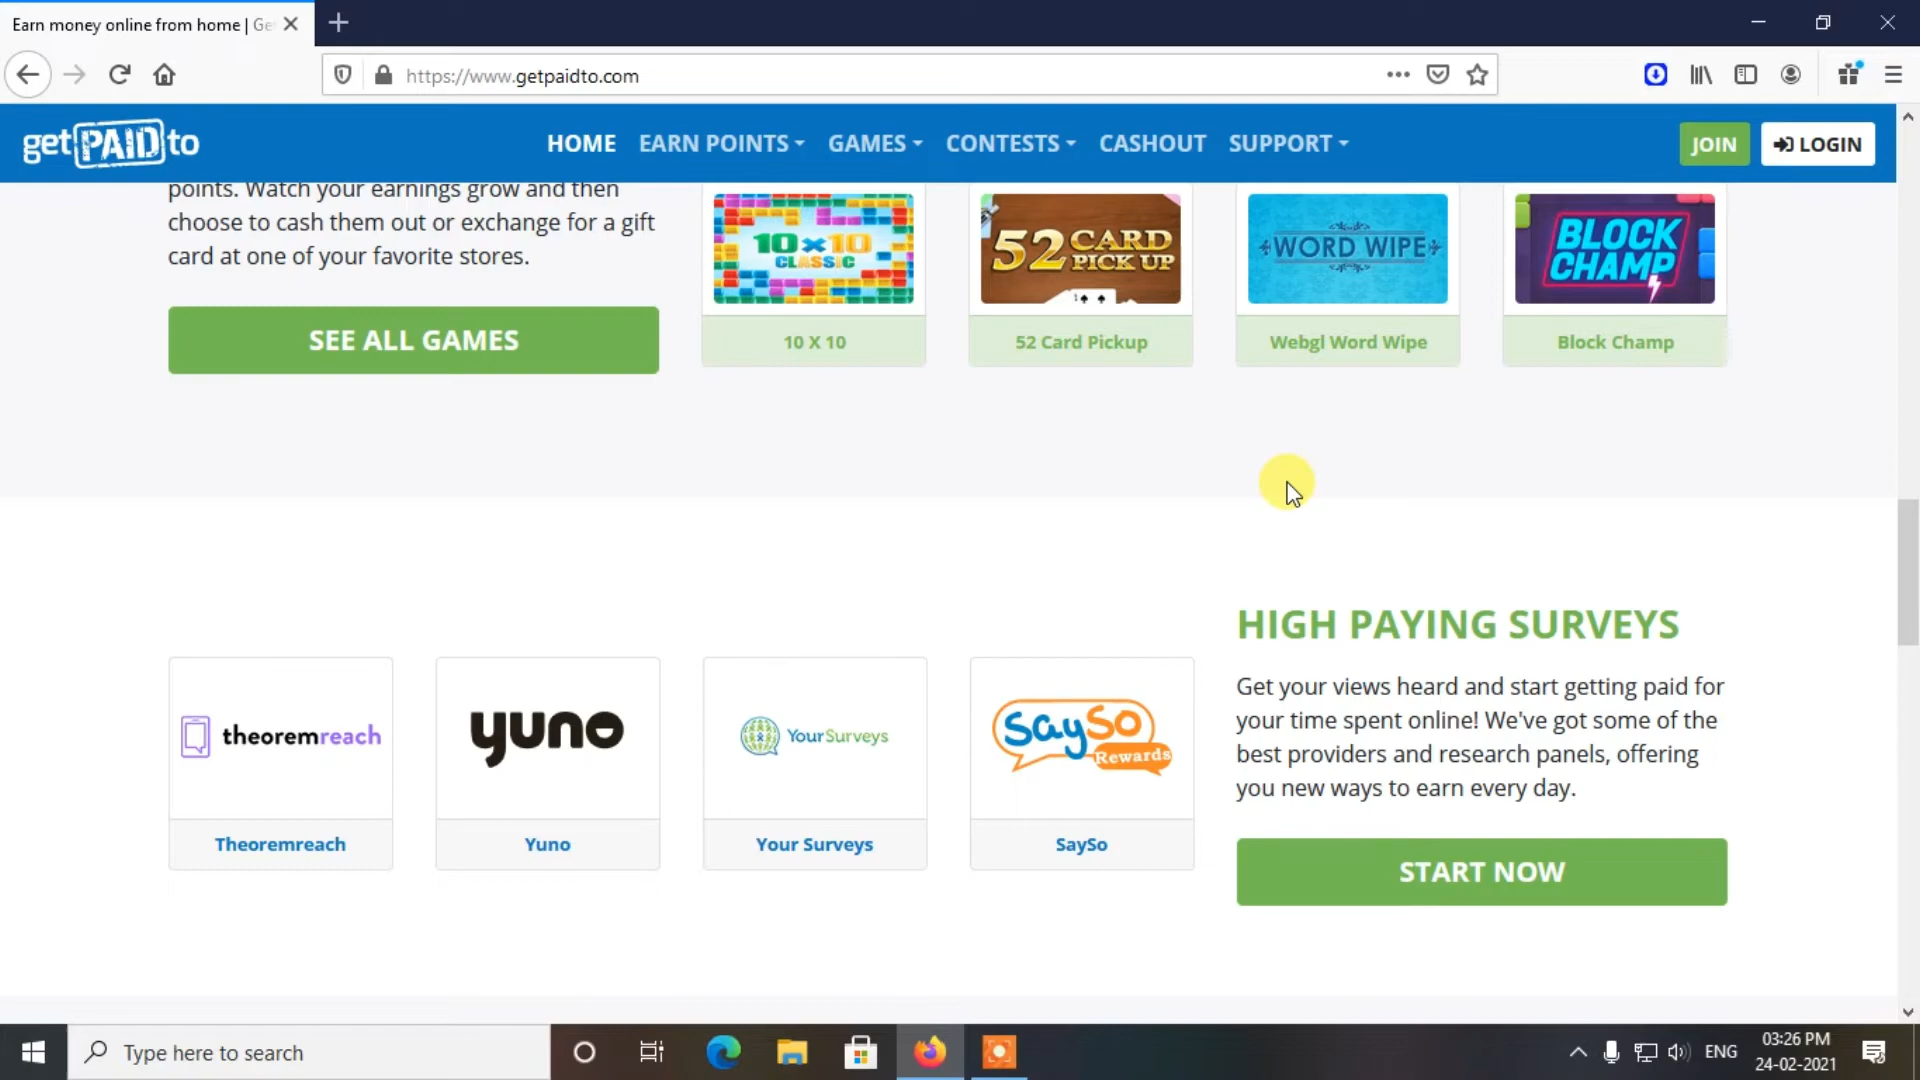 Earn money online from home | Ge
https://www.getpaidto.com
getPAIDto
HOME
EARN POINTS
GAMES
CONTESTS
CASHOUT
SUPPORT
JOIN
LOGIN
points. Watch your earnings grow and then
choose to cash them out or exchange for a gift
card at one of your favorite stores.
SEE ALL GAMES
10x10
CLASSIC
52 CARD
PICK UP
WORD WIPE
BLOCK
CHAMP
10 X 10
52 Card Pickup
Webgl Word Wipe
Block Champ
theoremreach
yuno
YourSurveys
SaySo
Rewards
Theoremreach
Yuno
Your Surveys
SaySo
HIGH PAYING SURVEYS
Get your views heard and start getting paid for
your time spent online! We've got some of the
best providers and research panels, offering
you new ways to earn every day.
START NOW
Type here to search
ENG
03:26 PM
24-02-2021